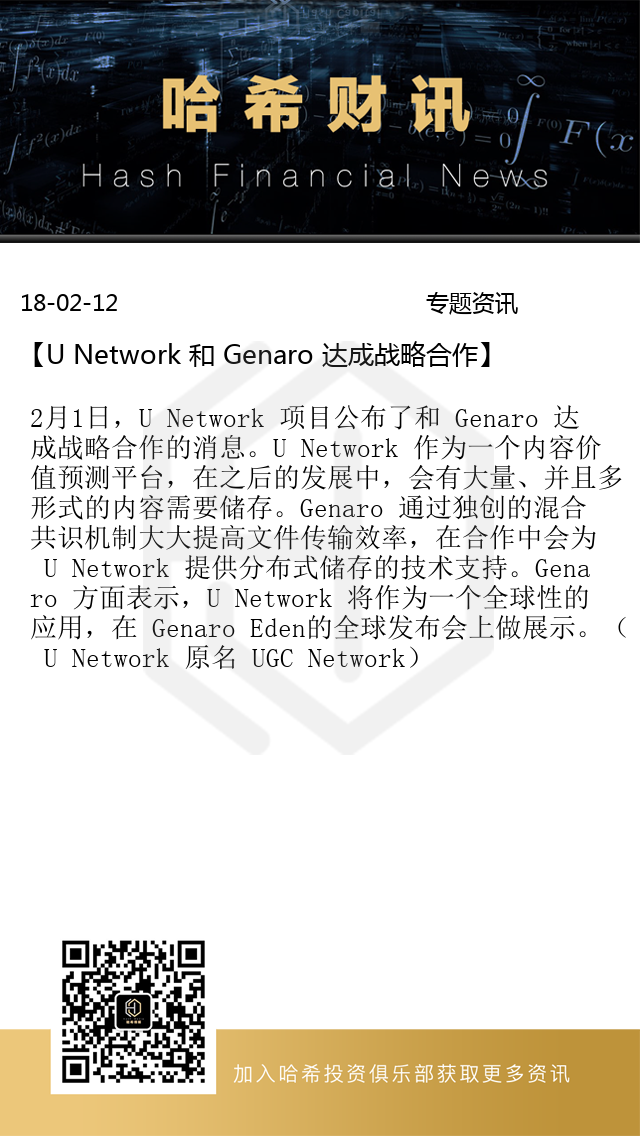 哈希财讯
Hash Financial News
18-02-12
专题资讯
【U Network 和 Genaro 达成战略合作】
2月1日，U Network 项目公布了和 Genaro 达
成战略合作的消息。U Network 作为一个内容价
值预测平台，在之后的发展中，会有大量、并且多
形式的内容需要储存。Genaro 通过独创的混合
共识机制大大提高文件传输效率，在合作中会为
U Network 提供分布式储存的技术支持。Gena
ro 方面表示，U Network 将作为一个全球性的
应用，在 Genaro Eden的全球发布会上做展示。（
U Network 原名 UGC Network）
加入哈希投资俱乐部获取更多资讯